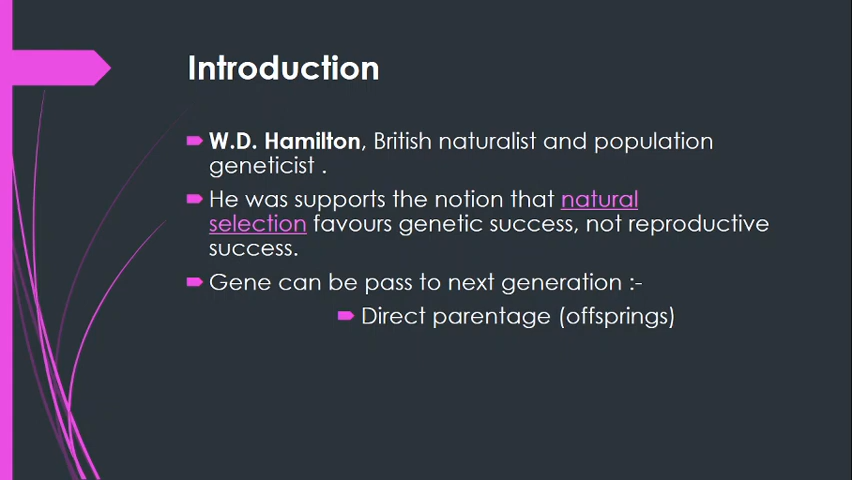 Introduction
W.D. Hamilton, British naturalist and population
geneticist .
He was supports the notion that natural
selection favours genetic success, not reproductive
success.
Gene can be pass to next generation :-
Direct parentage (offsprings)